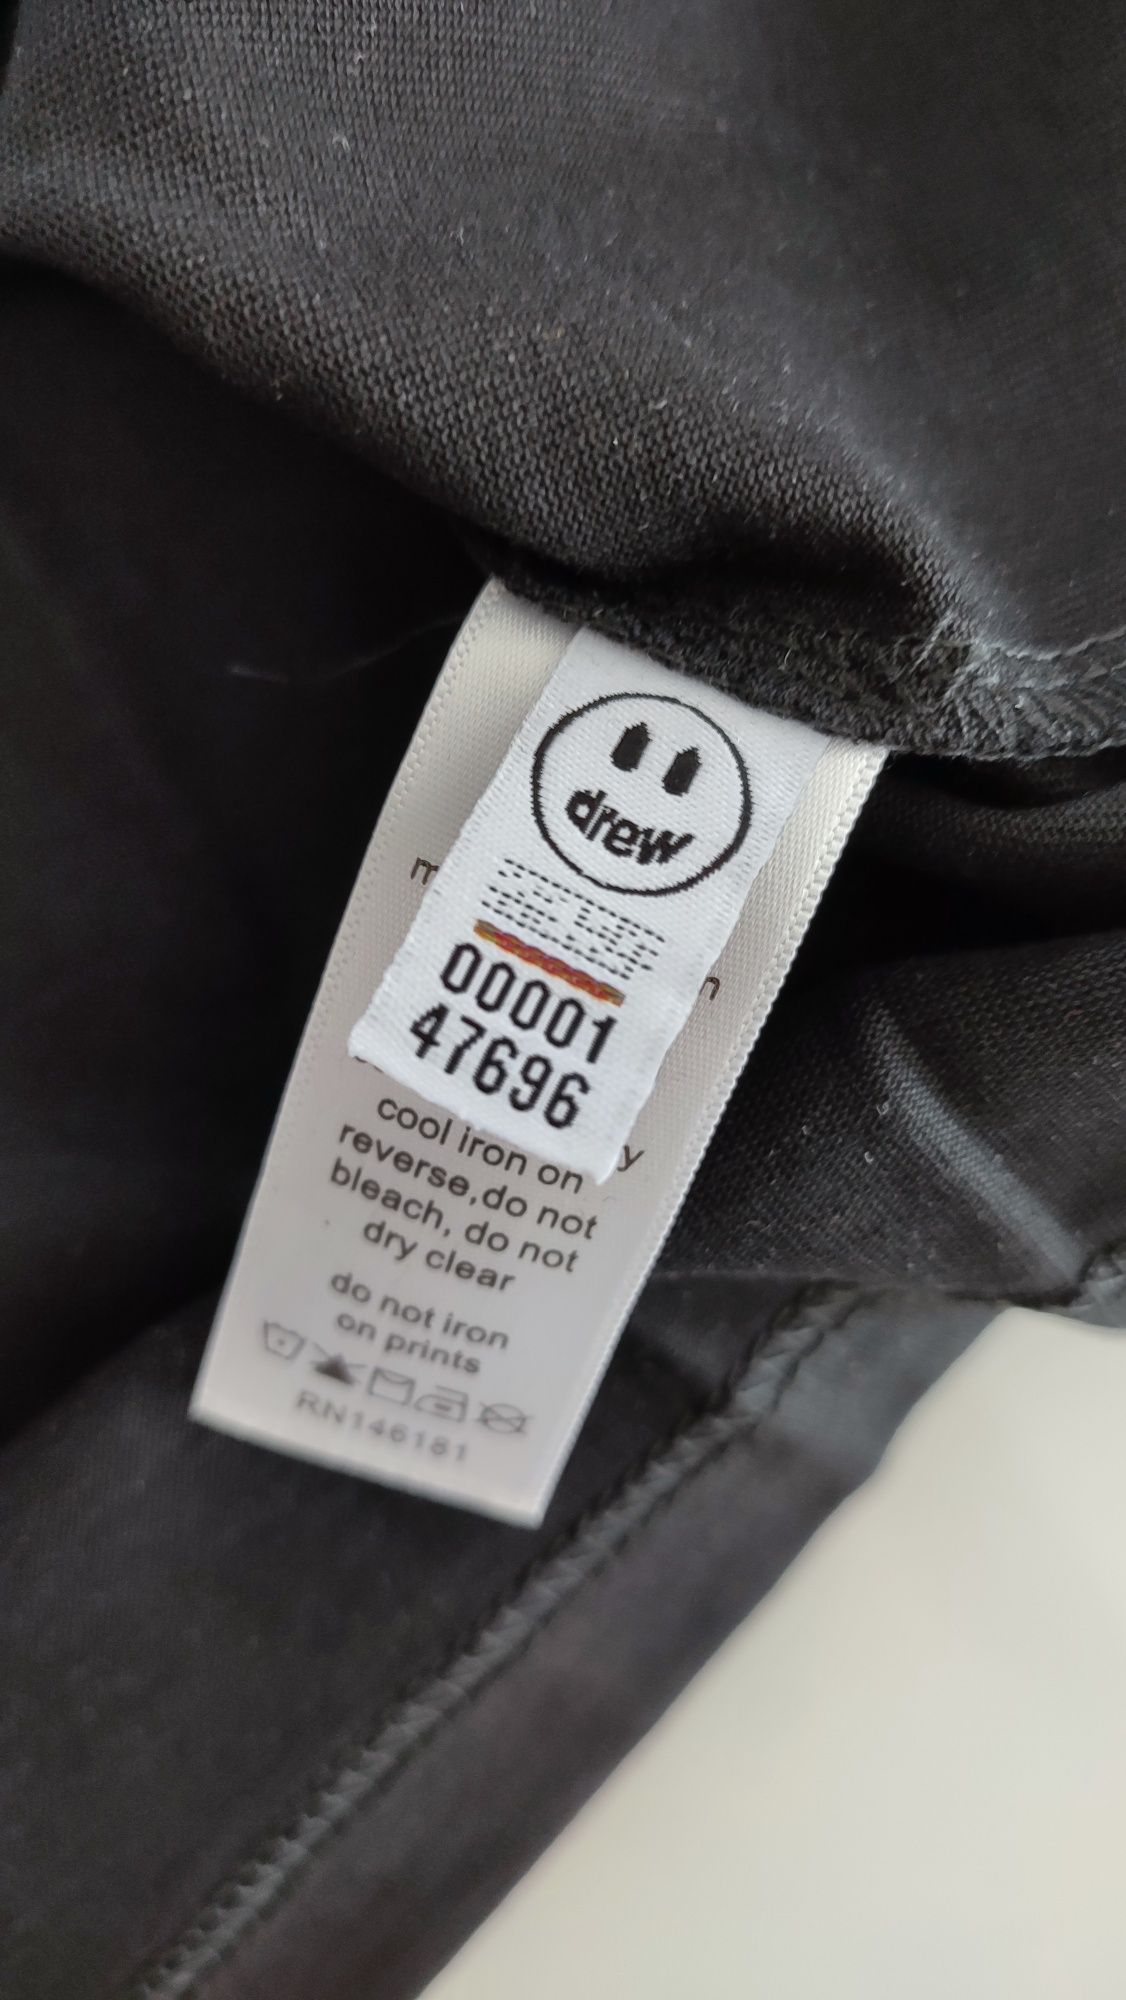 drew
00001
47696
cool iron on
reverse,do not
bleach, do not
dry clear
do not iron
on prints
RN146181